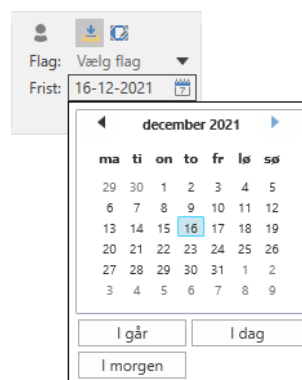 Flag: Vælg flag
Frist: 16-12-2021 7
december 2021
ma ti on to fr lø sø
29 30 1 2 3 4 5
6 7 8 9 10 11 12
13 14 15 16 17 18 19
20 21 22 23 24 25 26
27 28 29 30 31 1 2
3 4 5 6 7 8 9
I går I dag
I morgen